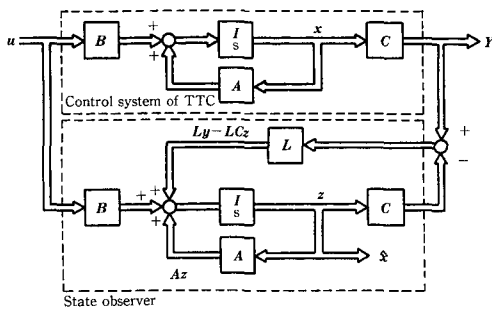 u
B
+
+
I
s
x
C
Y
A
Control system of TTC
Ly−LCz
L
+
−
B
+
+
+
I
s
z
C
A
x̂
Az
State observer